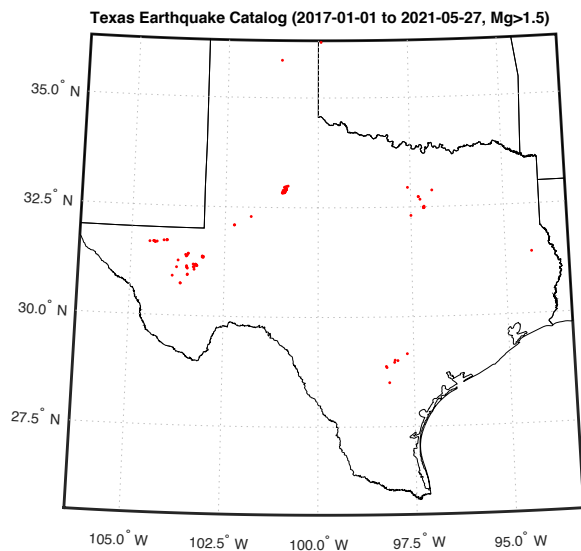 Texas Earthquake Catalog (2017-01-01 to 2021-05-27, Mg>1.5)
35.0° N
32.5° N
30.0° N
27.5° N
105.0° W 102.5° W 100.0° W 97.5° W 95.0° W